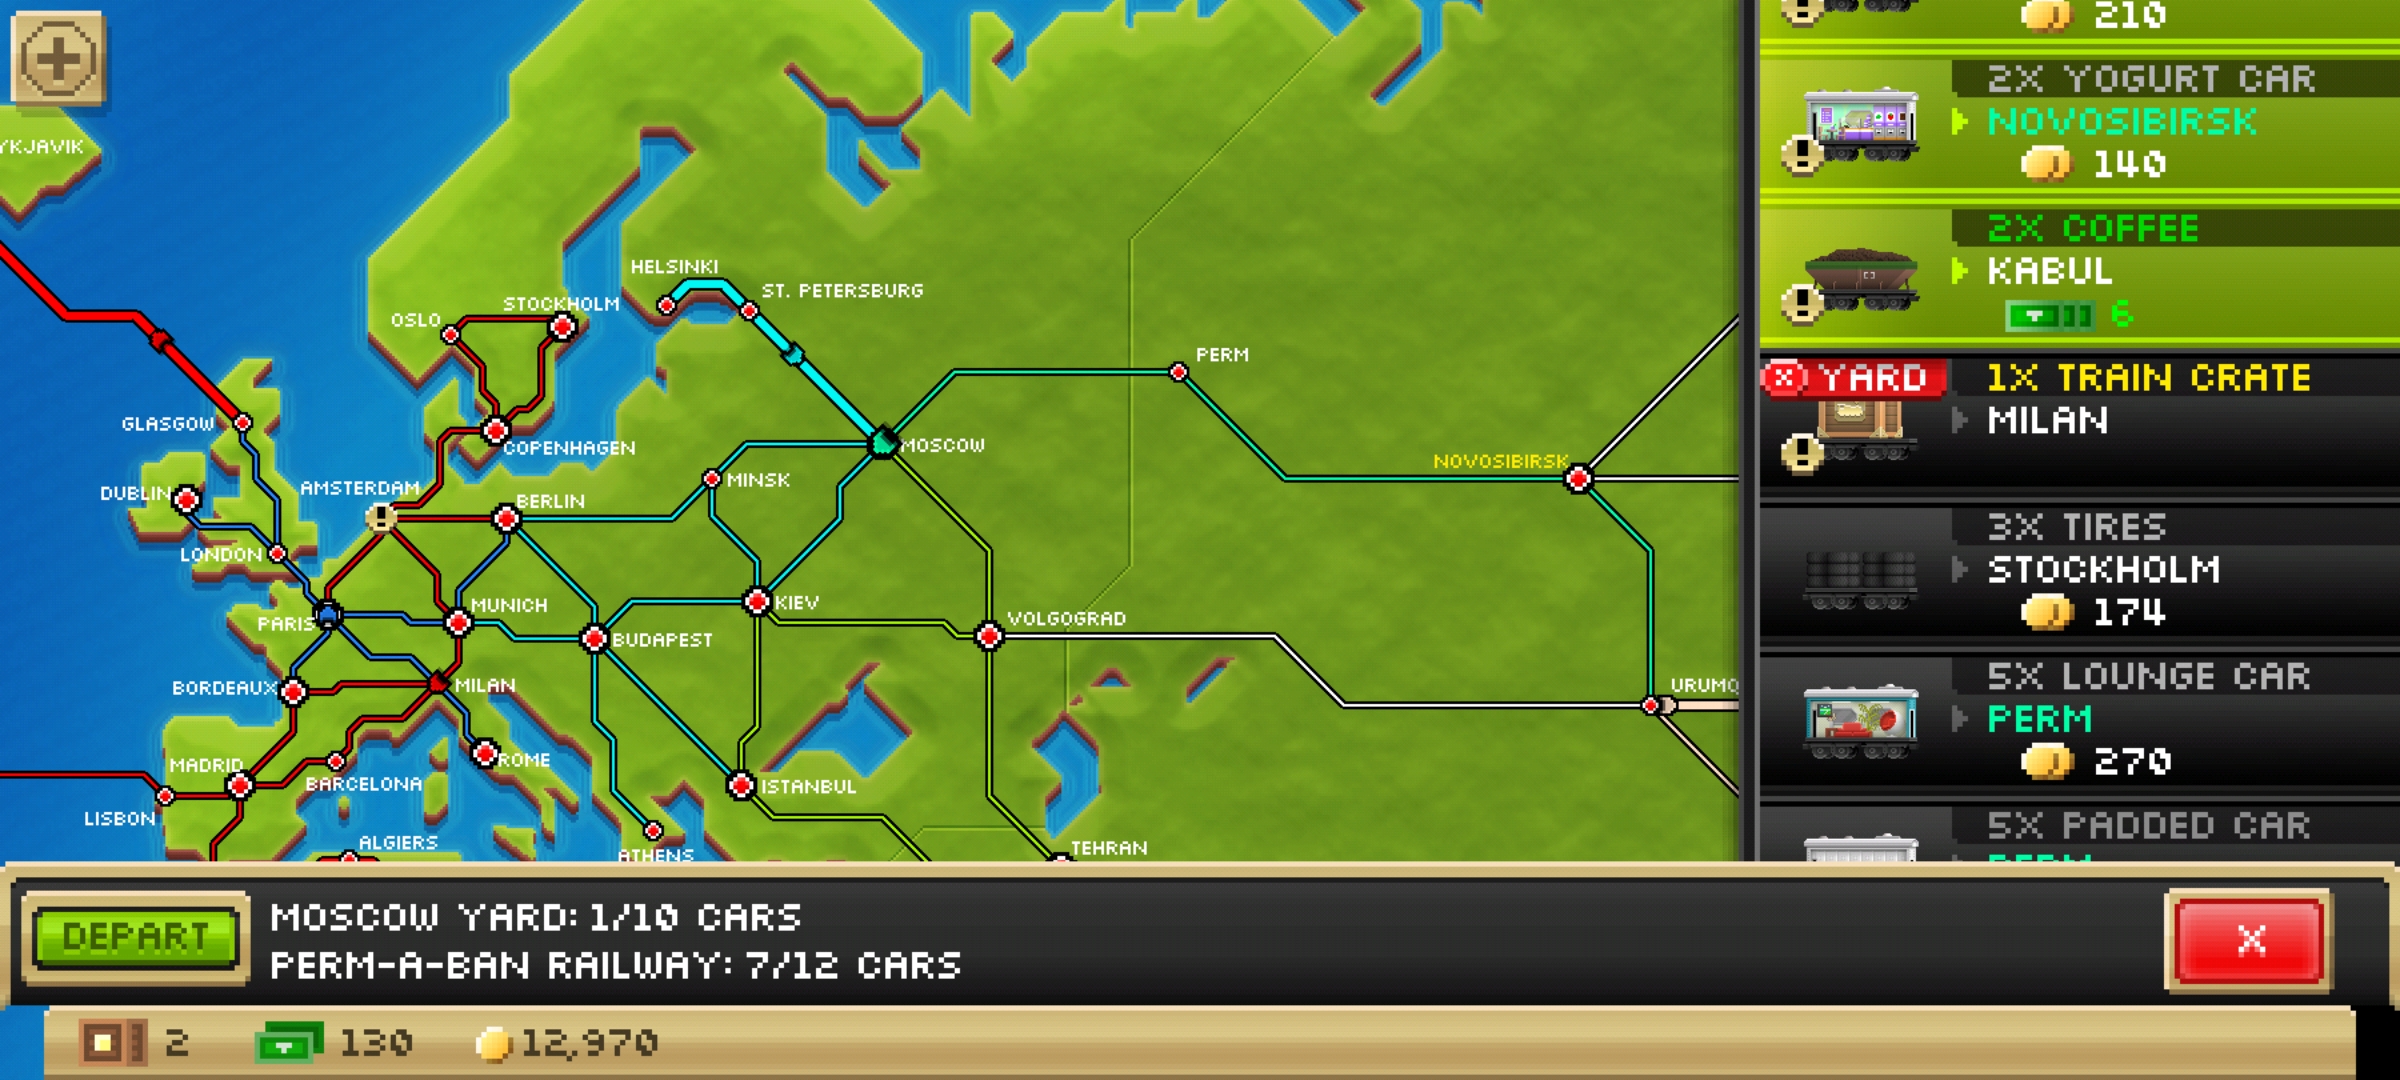 210
2X YOGURT CAR
NOVOSIBIRSK
140
2X COFFEE
KABUL
6
YARD
1X TRAIN CRATE
MILAN
3X TIRES
STOCKHOLM
174
5X LOUNGE CAR
PERM
270
5X PADDED CAR
PERM
YKJAVIK
HELSINKI
ST. PETERSBURG
STOCKHOLM
OSLO
PERM
GLASGOW
COPENHAGEN
MOSCOW
NOVOSIBIRSK
MINSK
AMSTERDAM
DUBLIN
BERLIN
LONDON
MUNICH
KIEV
PARIS
BUDAPEST
VOLGOGRAD
BORDEAUX
MILAN
URUMQ
MADRID
ROME
BARCELONA
ISTANBUL
LISBON
ALGIERS
ATHENS
TEHRAN
DEPART
MOSCOW YARD: 1/10 CARS
PERM-A-BAN RAILWAY: 7/12 CARS
X
2
130
12,970